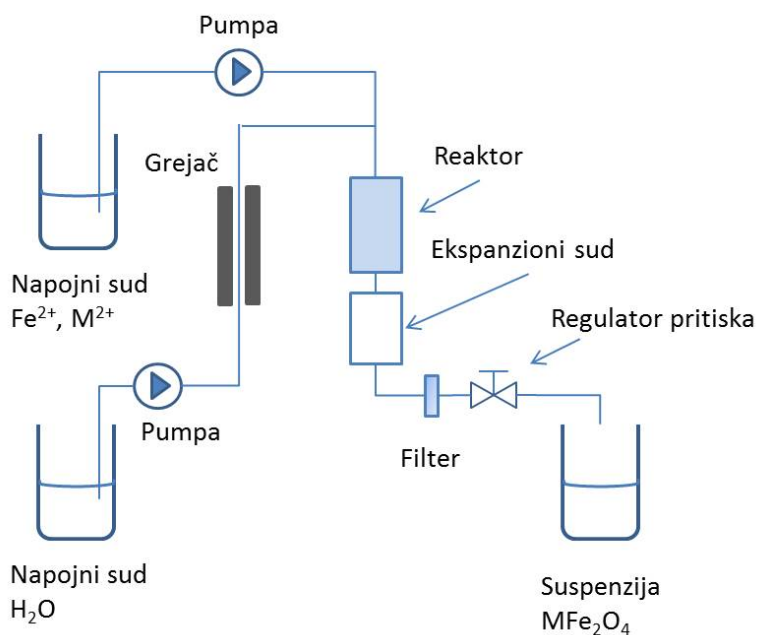 Pumpa
Grejač
Reaktor
Napojni sud
Fe²⁺, M²⁺
Ekspanzioni sud
Regulator pritiska
Pumpa
Filter
Napojni sud
H₂O
Suspenzija
MFe₂O₄